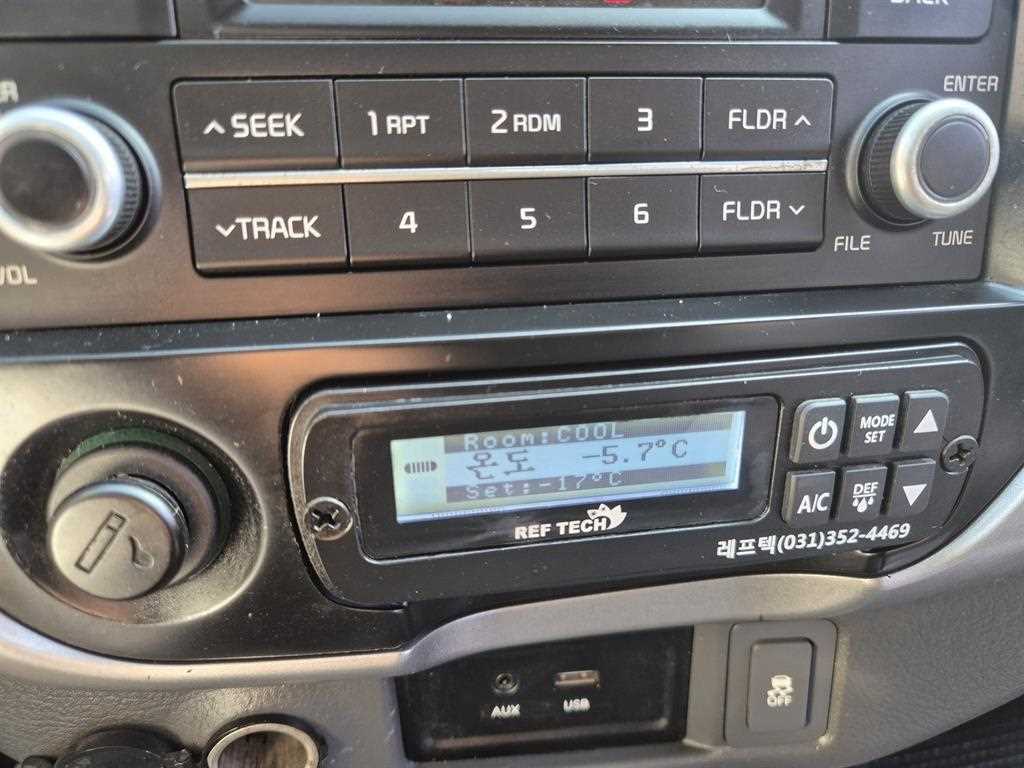 BACK
ENTER
SEEK
1 RPT
2 RDM
3
FLDR
TRACK
4
5
6
FLDR
VOL
FILE
TUNE
Room:COOL
온도 -5.7°C
Set:-17°C
REF TECH
MODE
SET
A/C
DEF
레프텍(031)352-4469
AUX
USB
OFF